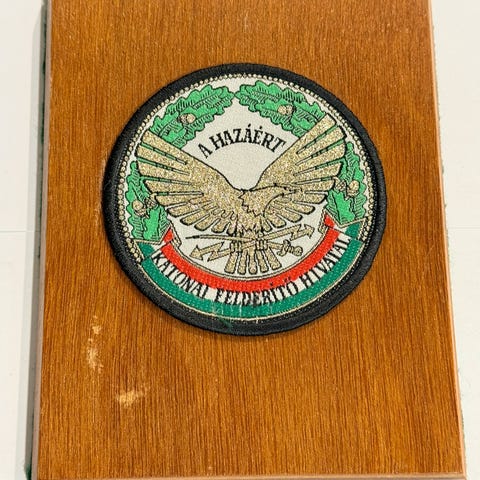 A HAZÁÉRT
KATONAI FELDERÍTŐ HIVATAL